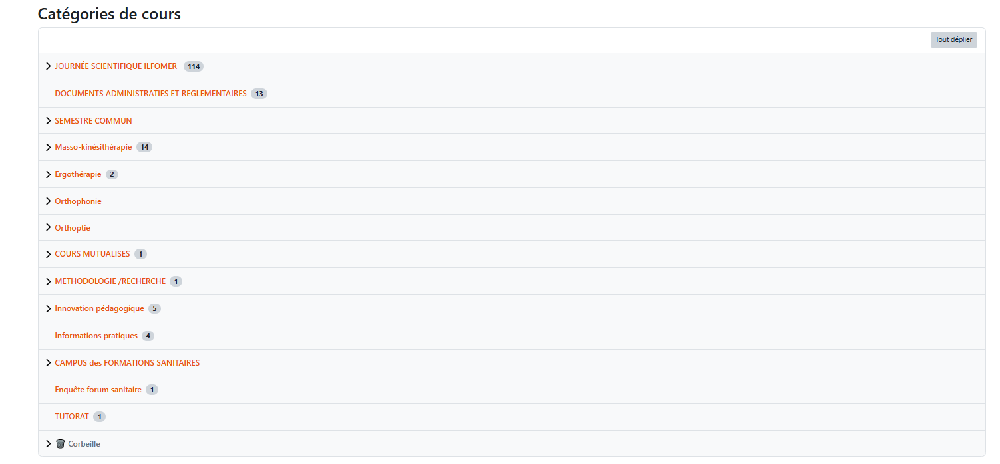 Catégories de cours
Tout déplier
JOURNÉE SCIENTIFIQUE ILFOMER 114
DOCUMENTS ADMINISTRATIFS ET REGLEMENTAIRES 13
SEMESTRE COMMUN
Masso-kinésithérapie 14
Ergothérapie 2
Orthophonie
Orthoptie
COURS MUTUALISES 1
METHODOLOGIE /RECHERCHE 1
Innovation pédagogique 5
Informations pratiques 4
CAMPUS des FORMATIONS SANITAIRES
Enquête forum sanitaire 1
TUTORAT 1
Corbeille